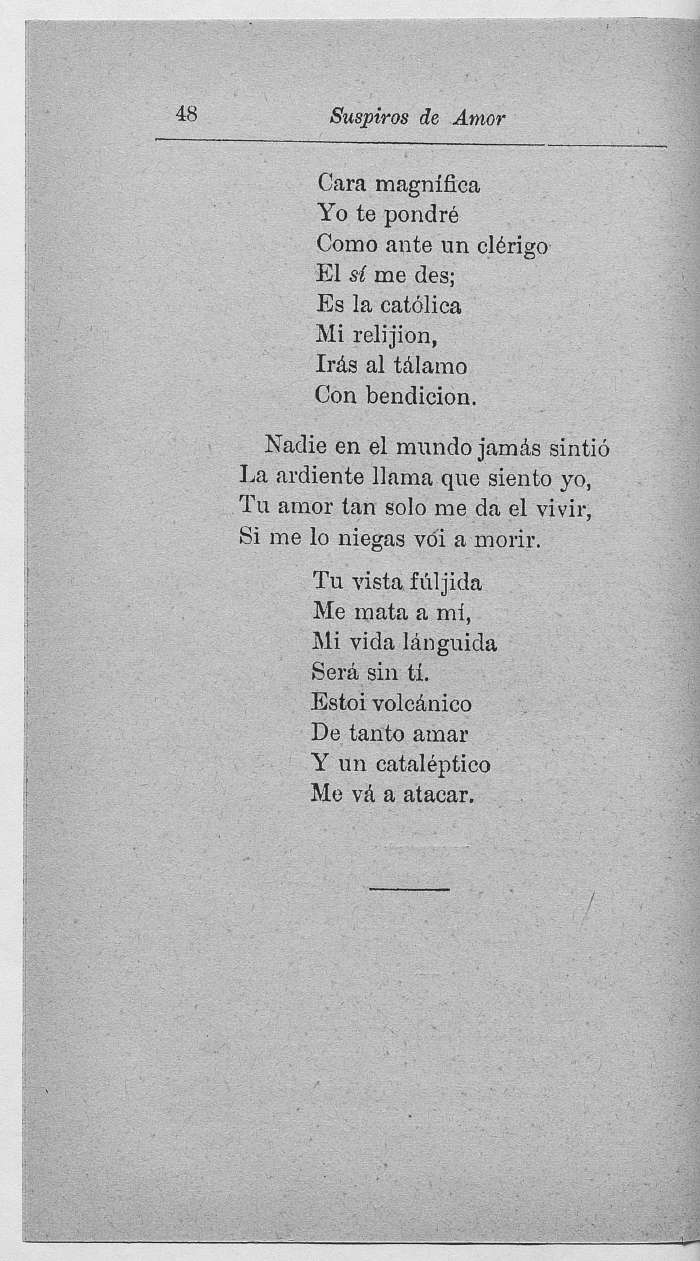 48 Suspiros de Amor
Cara magnífica
Yo te pondré
Como ante un clérigo
El sí me des;
Es la católica
Mi relijion,
Irás al tálamo
Con bendicion.
Nadie en el mundo jamás sintió
La ardiente llama que siento yo,
Tu amor tan solo me da el vivir,
Si me lo niegas vói a morir.
Tu vista fúljida
Me mata a mí,
Mi vida lánguida
Será sin tí.
Estoi volcánico
De tanto amar
Y un cataléptico
Me vá a atacar.